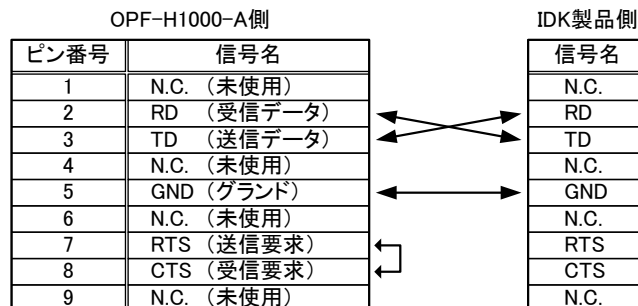 OPF-H1000-A側 IDK製品側
ピン番号 信号名 信号名
1 N.C. （未使用） N.C.
2 RD （受信データ） RD
3 TD （送信データ） TD
4 N.C. （未使用） N.C.
5 GND （グランド） GND
6 N.C. （未使用） N.C.
7 RTS （送信要求） RTS
8 CTS （受信要求） CTS
9 N.C. （未使用） N.C.